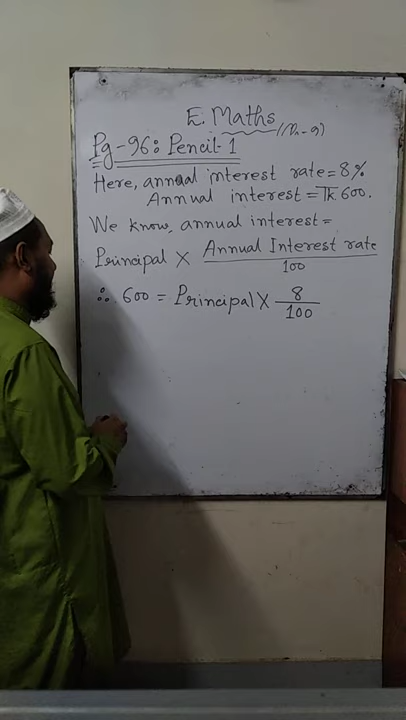 E. Maths
Pg-96: Pencil-1
Here, annual interest rate=8%
Annual interest=Tk.600.
We know, annual interest=
Principal × Annual Interest rate / 100
∴ 600 = Principal × 8/100